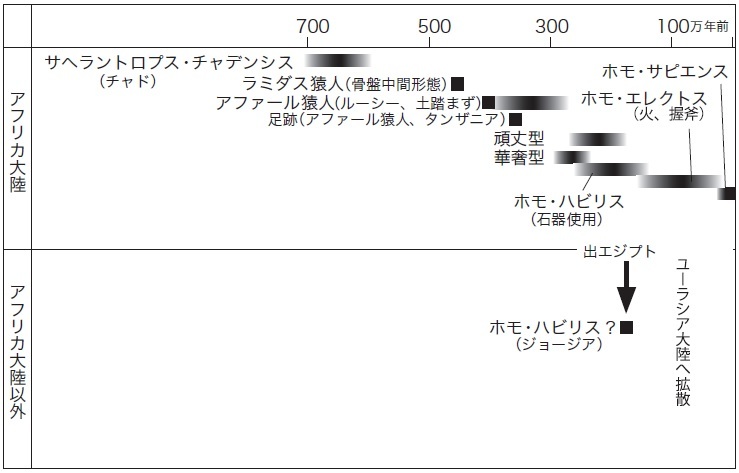 700 500 300 100万年前
アフリカ大陸
サヘラントロプス・チャデンシス
(チャド)
ラミダス猿人(骨盤中間形態)
アファール猿人(ルーシー、土踏まず)
足跡(アファール猿人、タンザニア)
頑丈型
華奢型
ホモ・ハビリス
(石器使用)
ホモ・サピエンス
ホモ・エレクトス
(火、握斧)
アフリカ大陸以外
出エジプト
ホモ・ハビリス?
(ジョージア)
ユーラシア大陸へ拡散